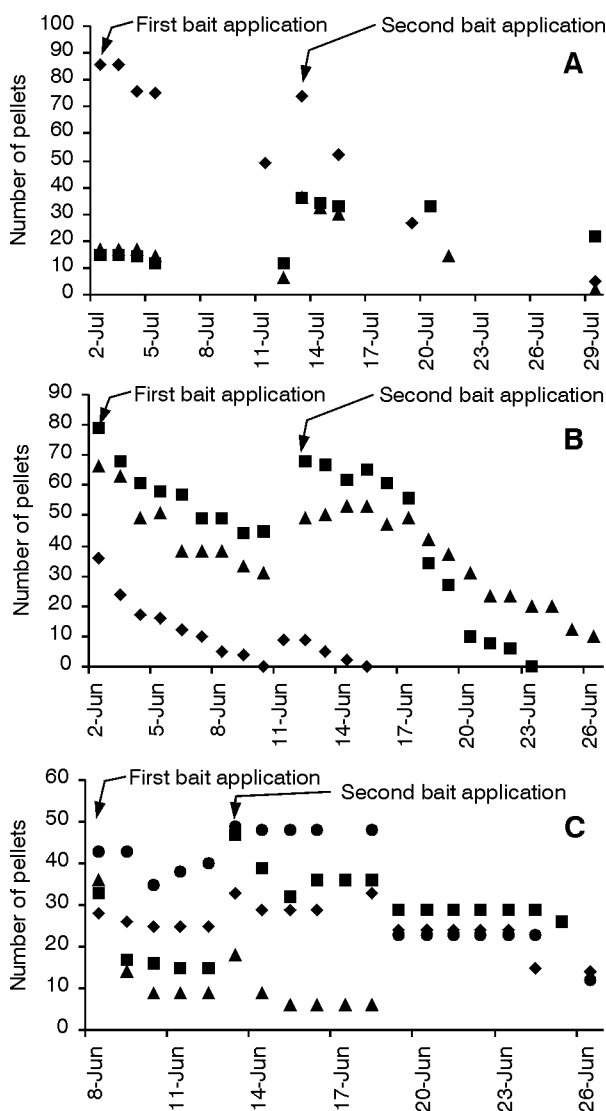 First bait application
Second bait application
A
Number of pellets
100
90
80
70
60
50
40
30
20
10
0
2-Jul
5-Jul
8-Jul
11-Jul
14-Jul
17-Jul
20-Jul
23-Jul
26-Jul
29-Jul
First bait application
Second bait application
B
Number of pellets
90
80
70
60
50
40
30
20
10
0
2-Jun
5-Jun
8-Jun
11-Jun
14-Jun
17-Jun
20-Jun
23-Jun
26-Jun
First bait application
Second bait application
C
Number of pellets
60
50
40
30
20
10
0
8-Jun
11-Jun
14-Jun
17-Jun
20-Jun
23-Jun
26-Jun